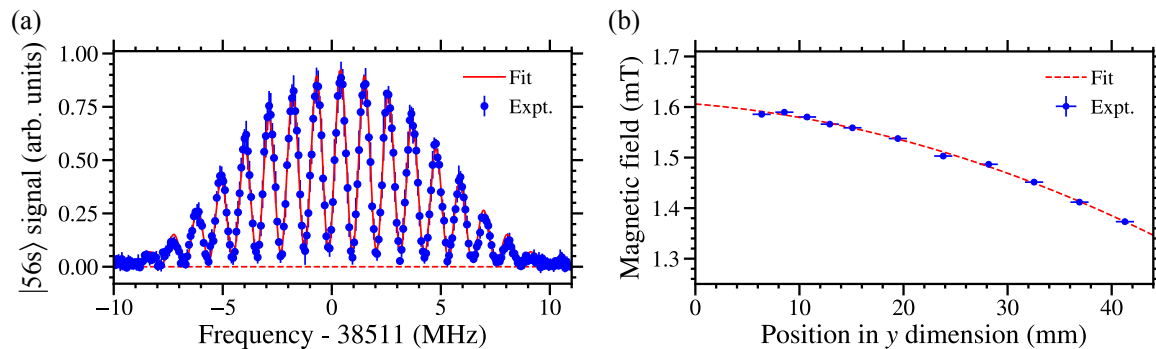 (a)
|56s⟩ signal (arb. units)
1.00
0.75
0.50
0.25
0.00
Fit
Expt.
−10
−5
0
5
10
Frequency - 38511 (MHz)
(b)
Magnetic field (mT)
1.7
1.6
1.5
1.4
1.3
Fit
Expt.
0
10
20
30
40
Position in y dimension (mm)